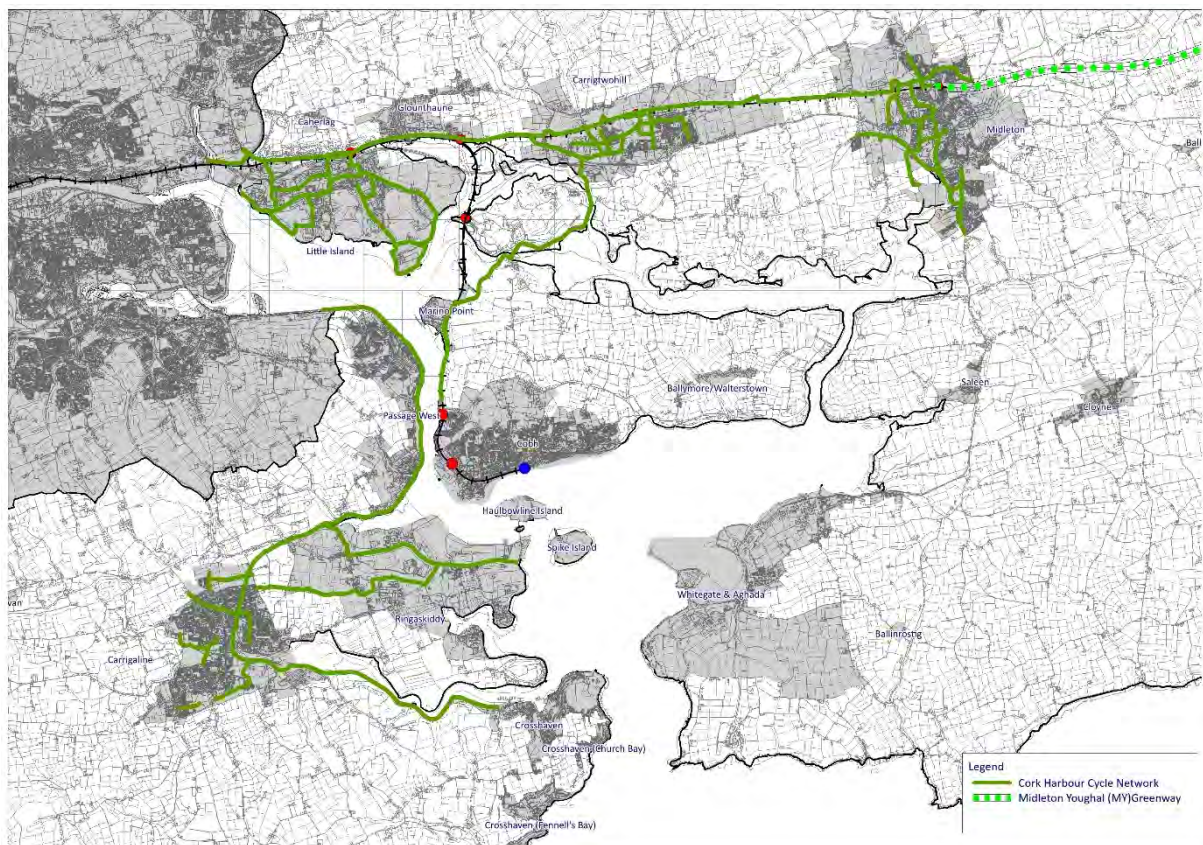 Carrigtwohill
Glounthaune
Caherlag
Midleton
Little Island
Marino Point
Ballymore/Walterstown
Saleen
Cloyne
Passage West
Cobh
Haulbowline Island
Spike Island
Whitegate & Aghada
Ringaskiddy
Ballinrostig
Carrigaline
Crosshaven
Crosshaven (Church Bay)
Crosshaven (Fennell's Bay)
Legend
Cork Harbour Cycle Network
Midleton Youghal (MY)Greenway